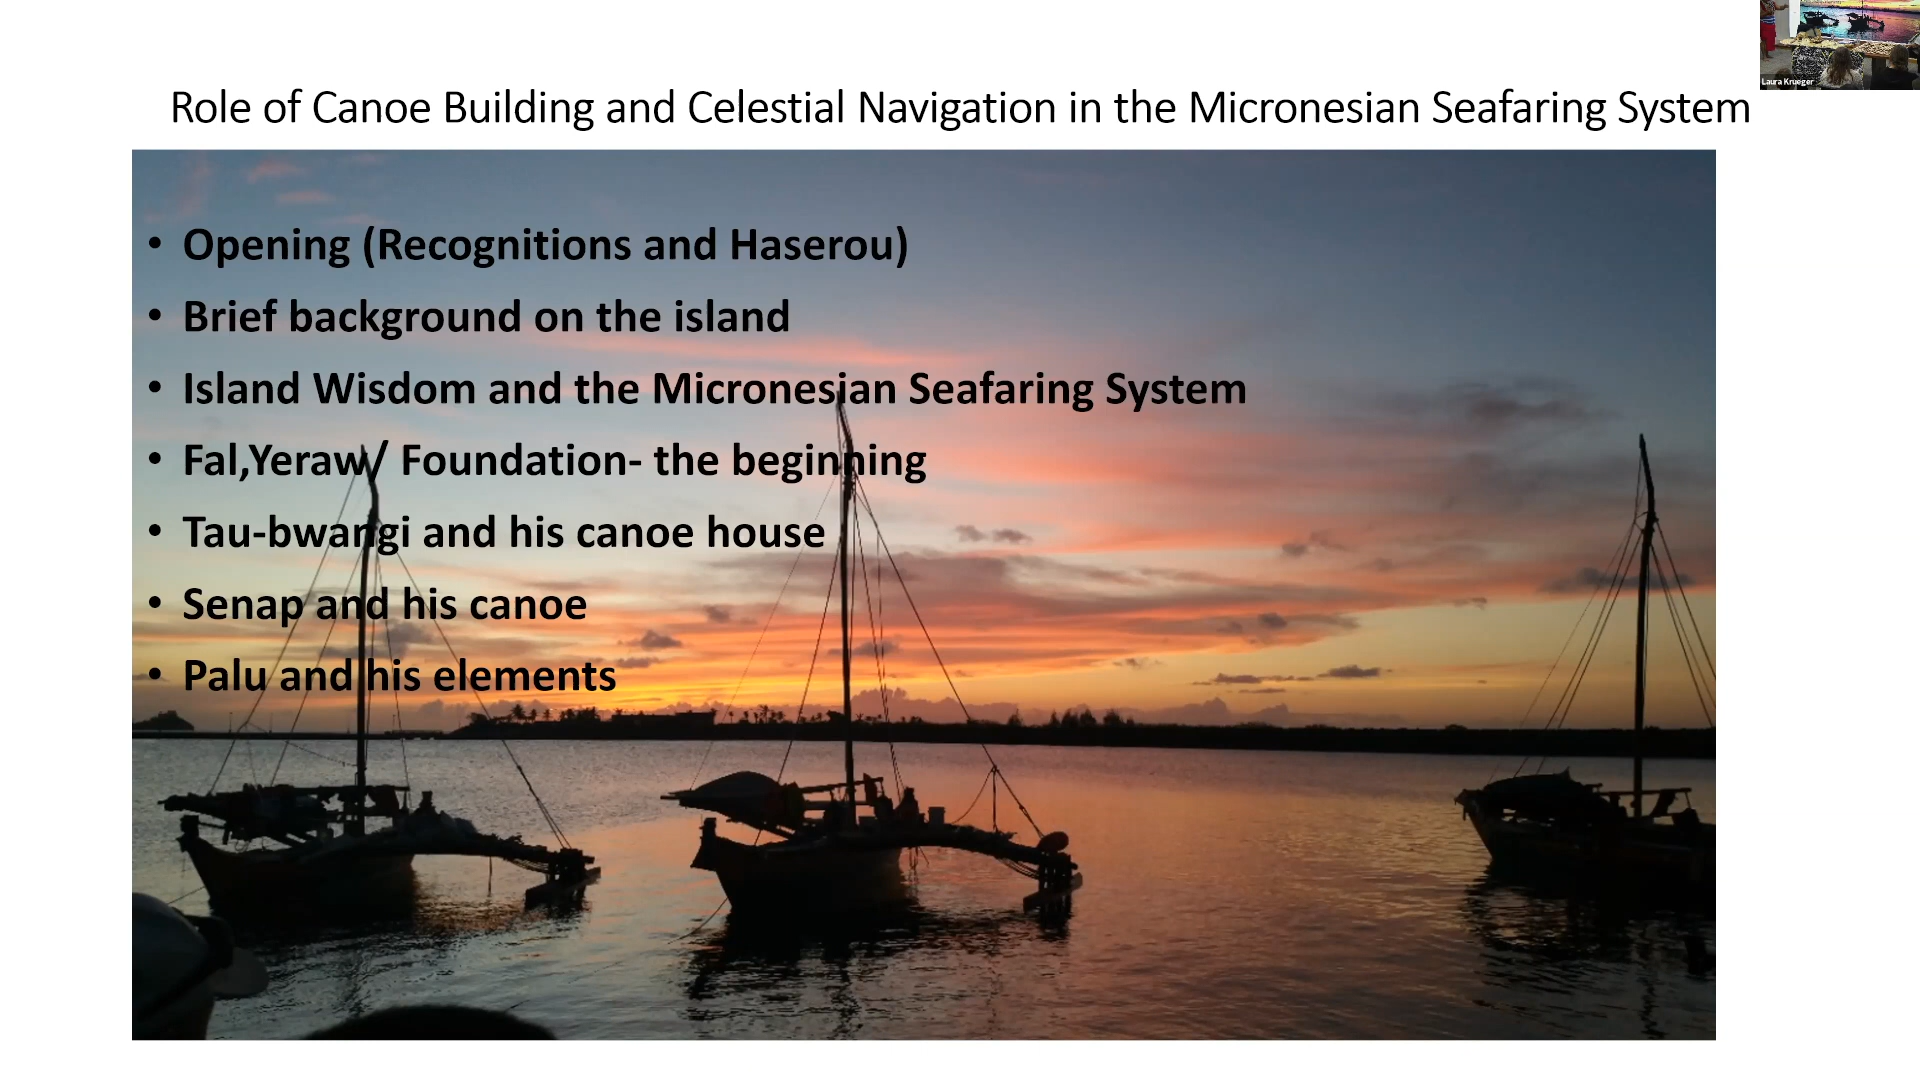 Laura Krueger
Role of Canoe Building and Celestial Navigation in the Micronesian Seafaring System
• Opening (Recognitions and Haserou)
• Brief background on the island
• Island Wisdom and the Micronesian Seafaring System
• Fal,Yeraw/ Foundation- the beginning
• Tau-bwangi and his canoe house
• Senap and his canoe
• Palu and his elements